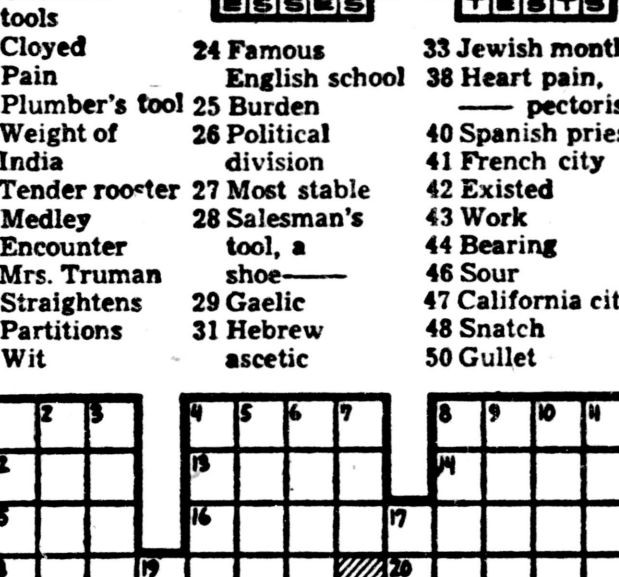 tools
Cloyed
Pain
Plumber's tool
Weight of
India
Tender rooster
Medley
Encounter
Mrs. Truman
Straightens
Partitions
Wit
ESSES
24 Famous
English school
25 Burden
26 Political
division
27 Most stable
28 Salesman's
tool, a
shoe——
29 Gaelic
31 Hebrew
ascetic
TESTS
33 Jewish month
38 Heart pain,
—— pectoris
40 Spanish pries
41 French city
42 Existed
43 Work
44 Bearing
46 Sour
47 California cit
48 Snatch
50 Gullet
2 3 4 5 6 7 8 9 10 11
13 14
16 17
19 20